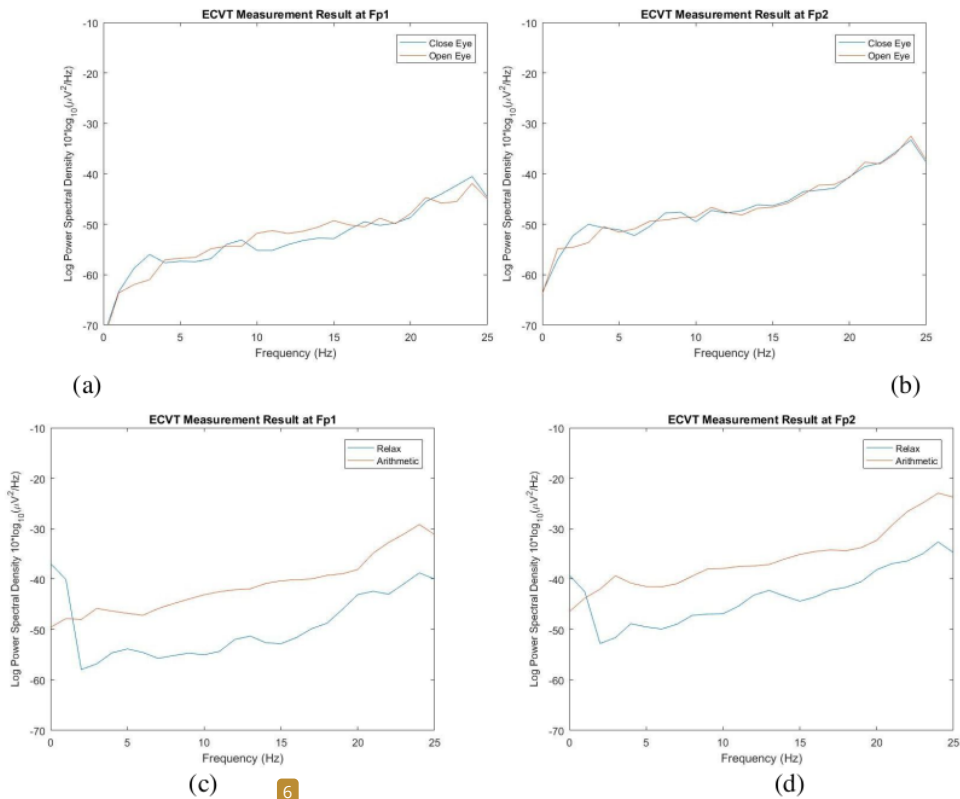 ECVT Measurement Result at Fp1
-10
-20
-30
-40
-50
-60
-70
Log Power Spectral Density 10*log10(μV²/Hz)
Close Eye
Open Eye
0 5 10 15 20 25
Frequency (Hz)
(a)
ECVT Measurement Result at Fp2
-10
-20
-30
-40
-50
-60
-70
Log Power Spectral Density 10*log10(μV²/Hz)
Close Eye
Open Eye
0 5 10 15 20 25
Frequency (Hz)
(b)
ECVT Measurement Result at Fp1
-10
-20
-30
-40
-50
-60
-70
Log Power Spectral Density 10*log10(μV²/Hz)
Relax
Arithmetic
0 5 10 15 20 25
Frequency (Hz)
(c)
6
ECVT Measurement Result at Fp2
-10
-20
-30
-40
-50
-60
-70
Log Power Spectral Density 10*log10(μV²/Hz)
Relax
Arithmetic
0 5 10 15 20 25
Frequency (Hz)
(d)